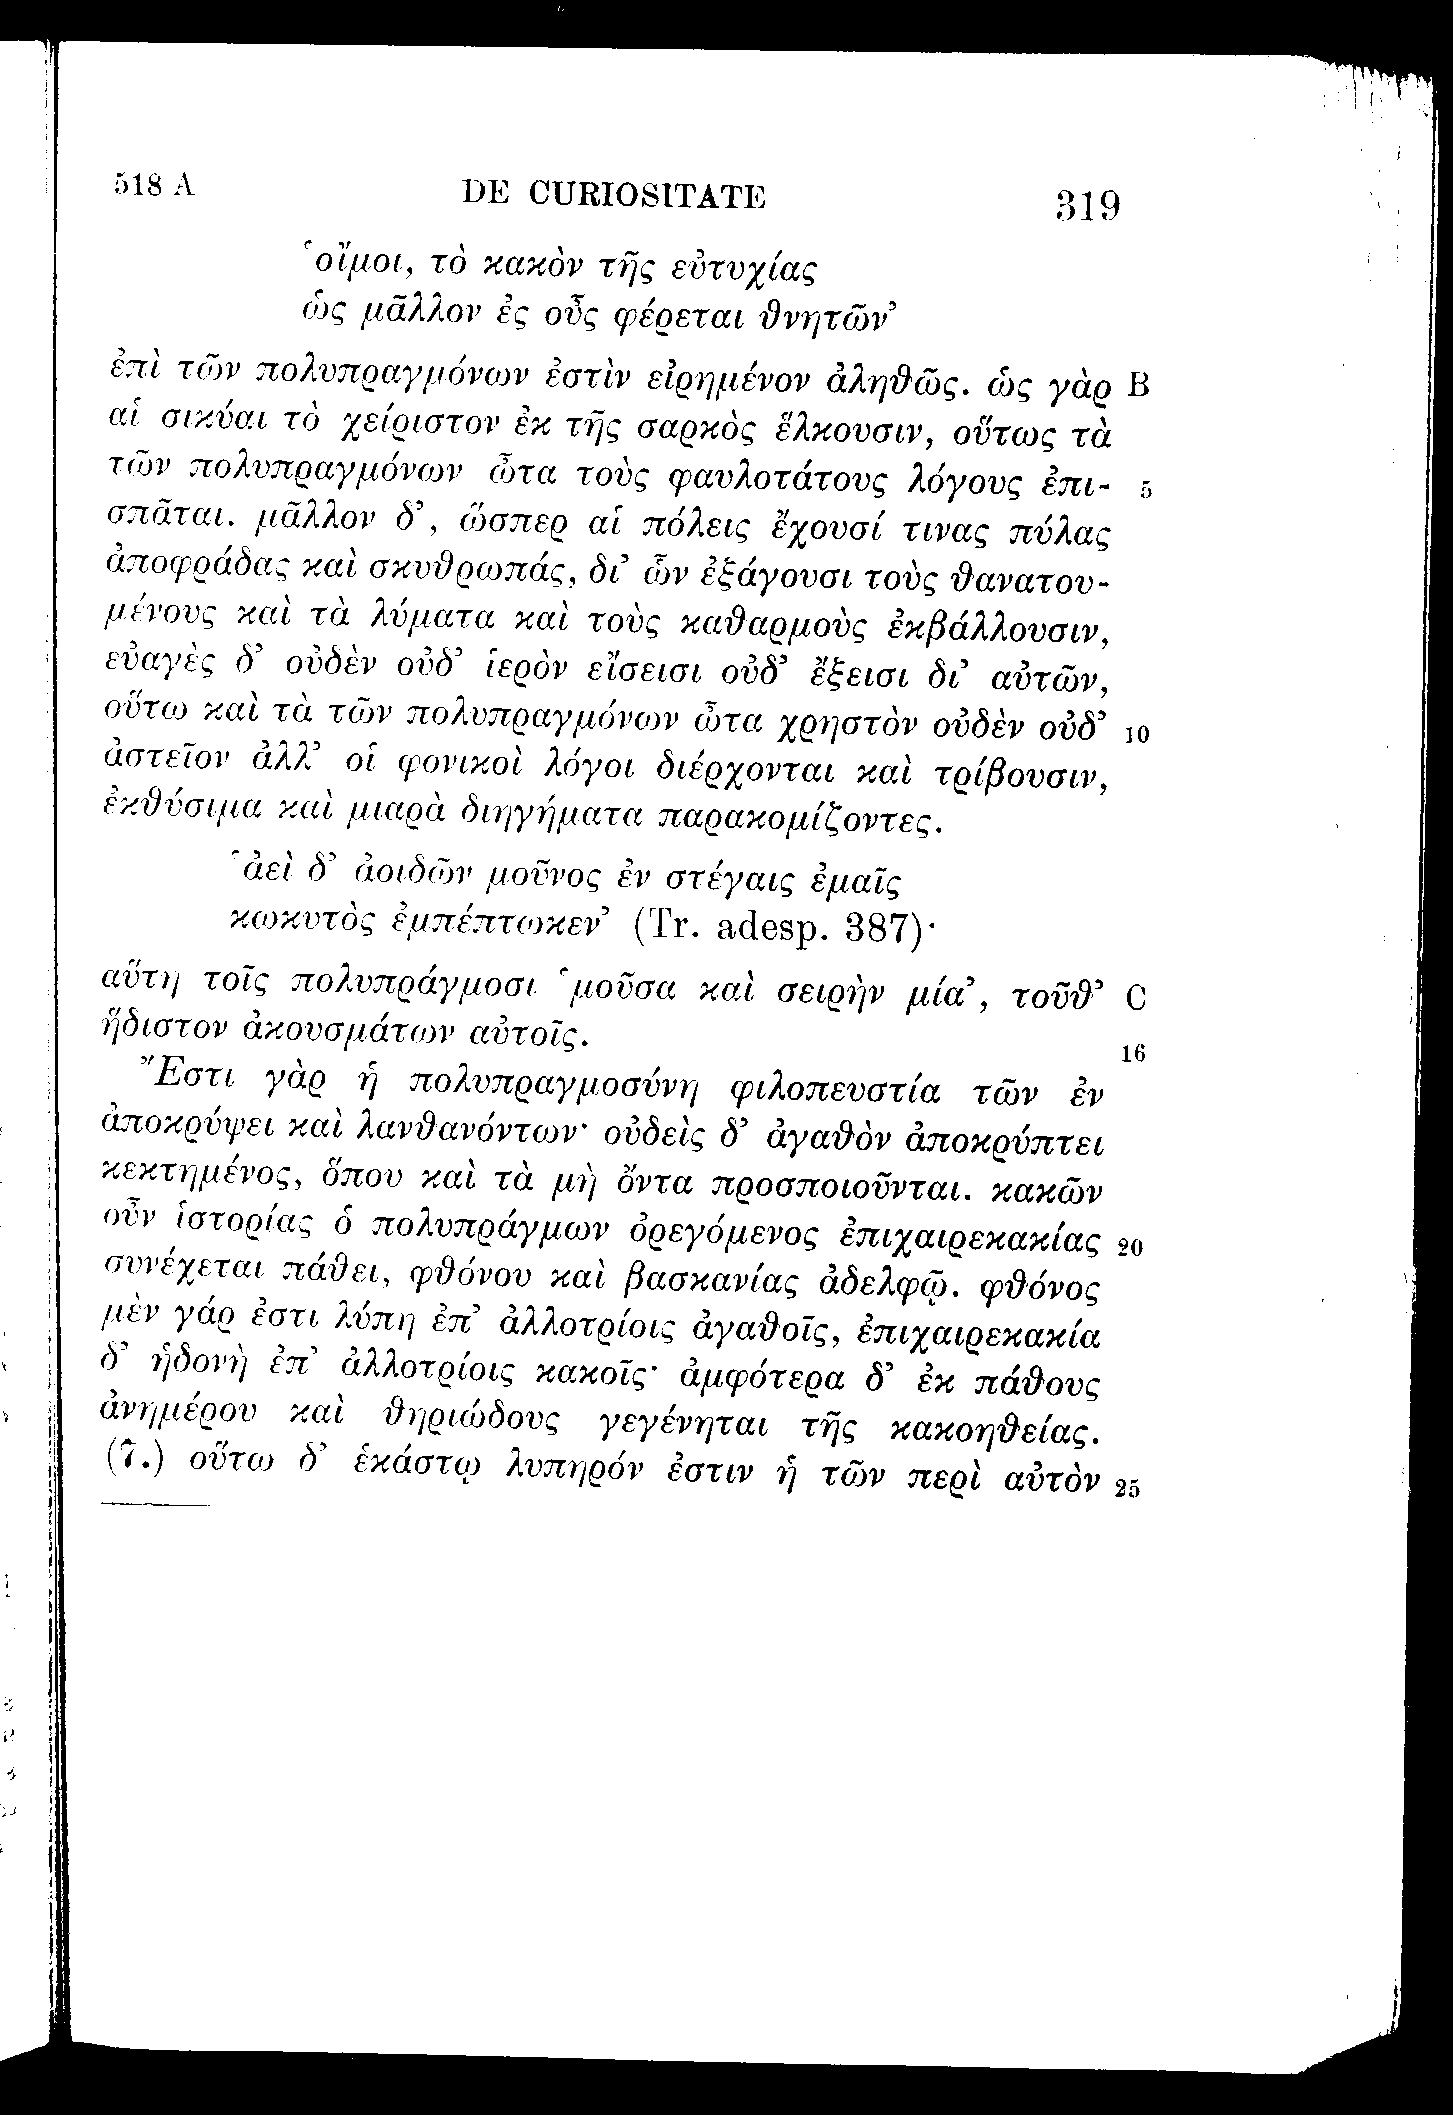 518 A DE CURIOSITATE 319
‘οἴμοι, τὸ κακὸν τῆς εὐτυχίας
ὡς μᾶλλον ἐς οὖς φέρεται θνητῶν’
ἐπὶ τῶν πολυπραγμόνων ἐστὶν εἰρημένον ἀληθῶς. ὡς γὰρ B
αἱ σικύαι τὸ χείριστον ἐκ τῆς σαρκὸς ἕλκουσιν, οὕτως τὰ
τῶν πολυπραγμόνων ὦτα τοὺς φαυλοτάτους λόγους ἐπι- 5
σπᾶται. μᾶλλον δ’, ὥσπερ αἱ πόλεις ἔχουσί τινας πύλας
ἀποφράδας καὶ σκυθρωπάς, δι’ ὧν ἐξάγουσι τοὺς θανατου-
μένους καὶ τὰ λύματα καὶ τοὺς καθαρμοὺς ἐκβάλλουσιν,
εὐαγὲς δ’ οὐδὲν οὐδ’ ἱερὸν εἴσεισι οὐδ’ ἔξεισι δι’ αὐτῶν,
οὕτω καὶ τὰ τῶν πολυπραγμόνων ὦτα χρηστὸν οὐδὲν οὐδ’ 10
ἀστεῖον ἀλλ’ οἱ φονικοὶ λόγοι διέρχονται καὶ τρίβουσιν,
ἐκθύσιμα καὶ μιαρὰ διηγήματα παρακομίζοντες.
‘ἀεὶ δ’ ἀοιδῶν μοῦνος ἐν στέγαις ἐμαῖς
κωκυτὸς ἐμπέπτωκεν’ (Tr. adesp. 387)·
αὕτη τοῖς πολυπράγμοσι ‘μοῦσα καὶ σειρὴν μία’, τοῦθ’ C
ἥδιστον ἀκουσμάτων αὐτοῖς. 16
Ἔστι γὰρ ἡ πολυπραγμοσύνη φιλοπευστία τῶν ἐν
ἀποκρύψει καὶ λανθανόντων· οὐδεὶς δ’ ἀγαθὸν ἀποκρύπτει
κεκτημένος, ὅπου καὶ τὰ μὴ ὄντα προσποιοῦνται. κακῶν
οὖν ἱστορίας ὁ πολυπράγμων ὀρεγόμενος ἐπιχαιρεκακίας 20
συνέχεται πάθει, φθόνου καὶ βασκανίας ἀδελφῷ. φθόνος
μὲν γάρ ἐστι λύπη ἐπ’ ἀλλοτρίοις ἀγαθοῖς, ἐπιχαιρεκακία
δ’ ἡδονὴ ἐπ’ ἀλλοτρίοις κακοῖς· ἀμφότερα δ’ ἐκ πάθους
ἀνημέρου καὶ θηριώδους γεγένηται τῆς κακοηθείας.
(7.) οὕτω δ’ ἑκάστῳ λυπηρόν ἐστιν ἡ τῶν περὶ αὐτὸν 25